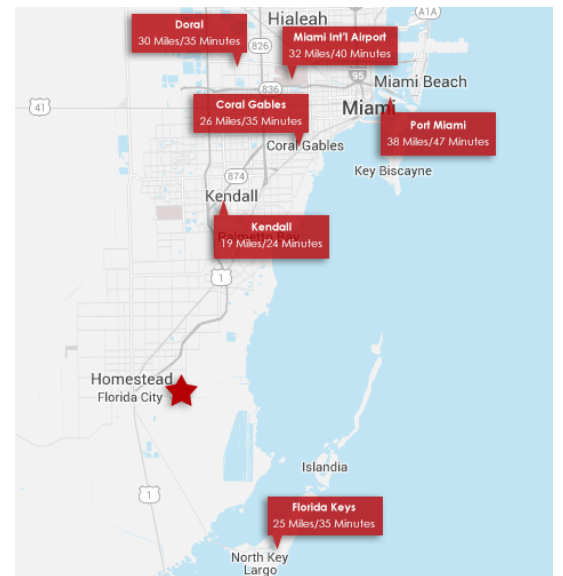 Doral
30 Miles/35 Minutes
Hialeah
A1A
826
Miami Int'l Airport
32 Miles/40 Minutes
95
836
Miami Beach
41
Coral Gables
26 Miles/35 Minutes
Miami
Port Miami
38 Miles/47 Minutes
Coral Gables
Key Biscayne
874
Kendall
Kendall
Palmetto Bay
19 Miles/24 Minutes
1
Homestead
Florida City
Islandia
1
Florida Keys
25 Miles/35 Minutes
North Key
Largo